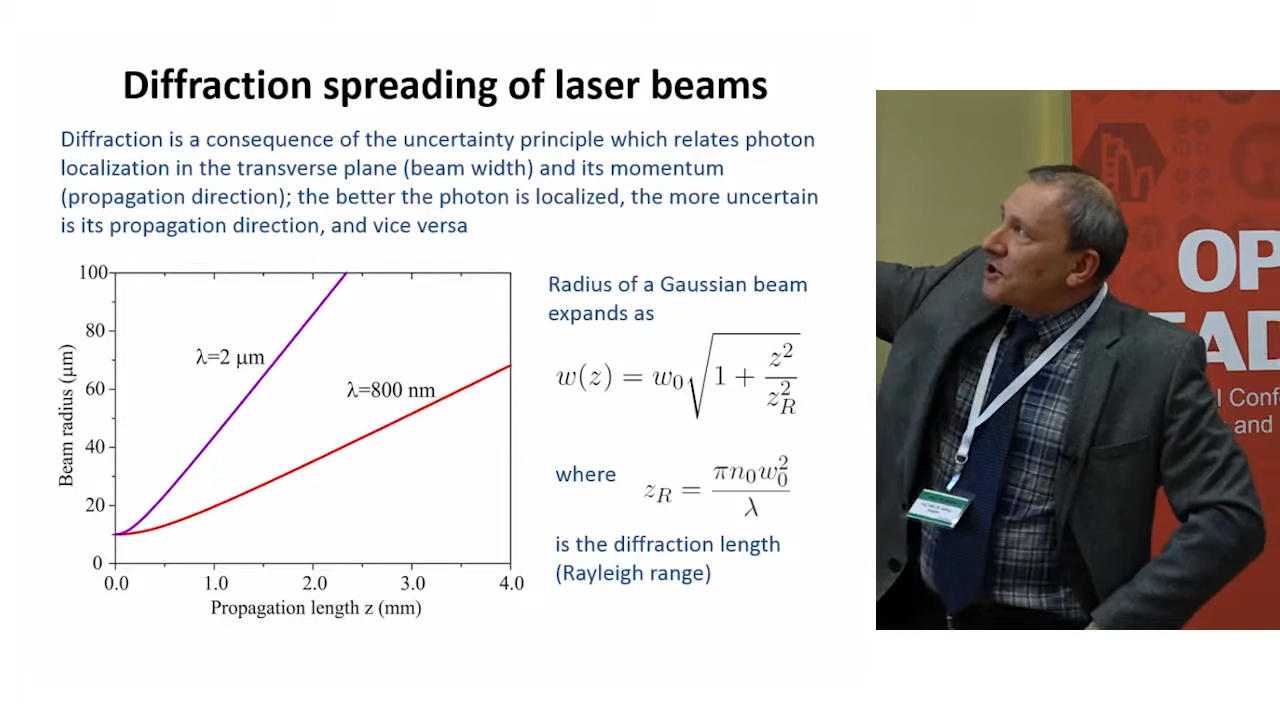 Diffraction spreading of laser beams
Diffraction is a consequence of the uncertainty principle which relates photon
localization in the transverse plane (beam width) and its momentum
(propagation direction); the better the photon is localized, the more uncertain
is its propagation direction, and vice versa
Beam radius (μm)
100
80
60
40
20
0
λ=2 μm
λ=800 nm
0.0 1.0 2.0 3.0 4.0
Propagation length z (mm)
Radius of a Gaussian beam
expands as
w(z) = w₀√(1 + z²/z_R²)
where z_R = πn₀w₀²/λ
is the diffraction length
(Rayleigh range)
OP
AD
l Confe
and